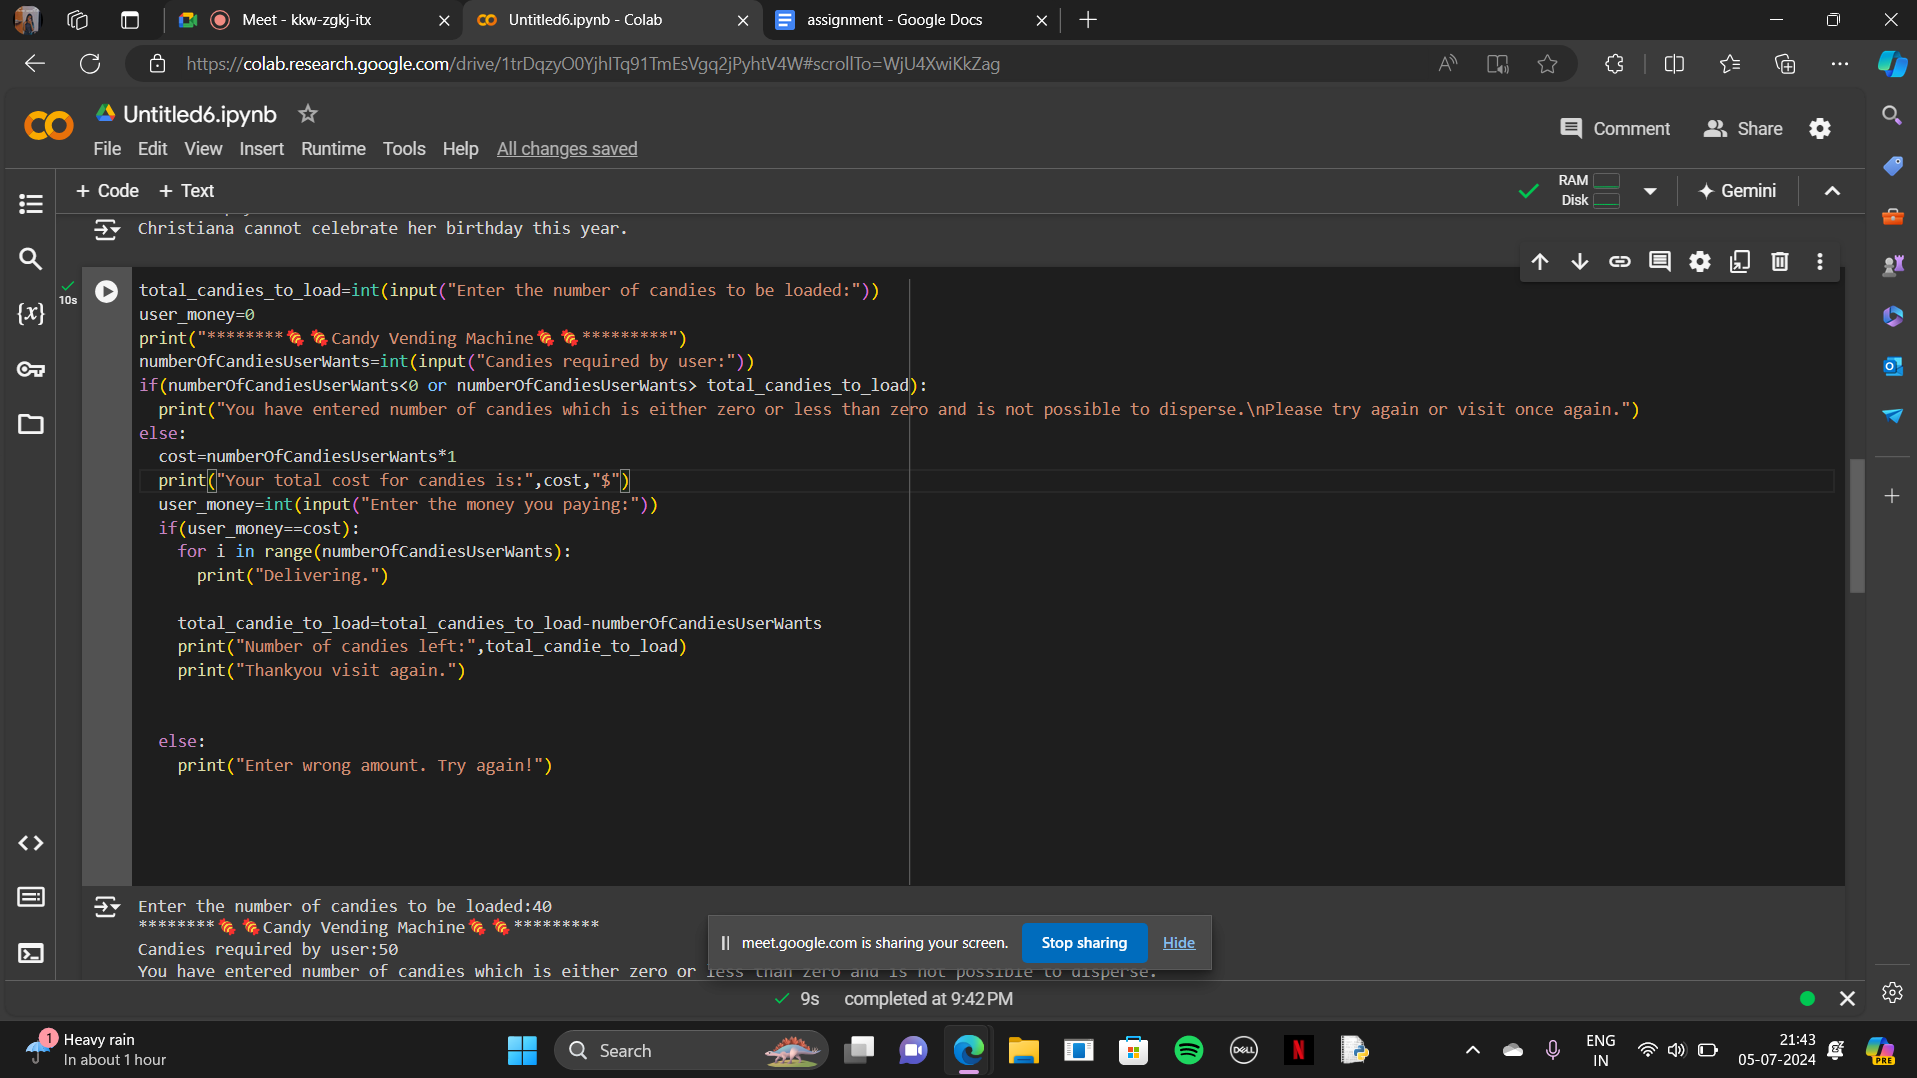 Meet - kkw-zgkj-itx
Untitled6.ipynb - Colab
assignment - Google Docs
https://colab.research.google.com/drive/1trDqzyO0YjhITq91TmEsVgq2jPyhtV4W#scrollTo=WjU4XwiKkZag
Untitled6.ipynb
Comment
Share
File Edit View Insert Runtime Tools Help All changes saved
+ Code + Text
RAM
Disk
Gemini
Christiana cannot celebrate her birthday this year.
10s
total_candies_to_load=int(input("Enter the number of candies to be loaded:"))
user_money=0
print("********🍬🍬Candy Vending Machine🍬🍬*********")
numberOfCandiesUserWants=int(input("Candies required by user:"))
if(numberOfCandiesUserWants<0 or numberOfCandiesUserWants> total_candies_to_load):
print("You have entered number of candies which is either zero or less than zero and is not possible to disperse.\nPlease try again or visit once again.")
else:
cost=numberOfCandiesUserWants*1
print("Your total cost for candies is:",cost,"$")
user_money=int(input("Enter the money you paying:"))
if(user_money==cost):
for i in range(numberOfCandiesUserWants):
print("Delivering.")
total_candie_to_load=total_candies_to_load-numberOfCandiesUserWants
print("Number of candies left:",total_candie_to_load)
print("Thankyou visit again.")
else:
print("Enter wrong amount. Try again!")
Enter the number of candies to be loaded:40
********🍬🍬Candy Vending Machine🍬🍬*********
Candies required by user:50
You have entered number of candies which is either zero or less than zero and is not possible to disperse.
meet.google.com is sharing your screen.
Stop sharing
Hide
9s completed at 9:42 PM
1
Heavy rain
In about 1 hour
Search
DELL
N
ENG
IN
21:43
05-07-2024
PRE